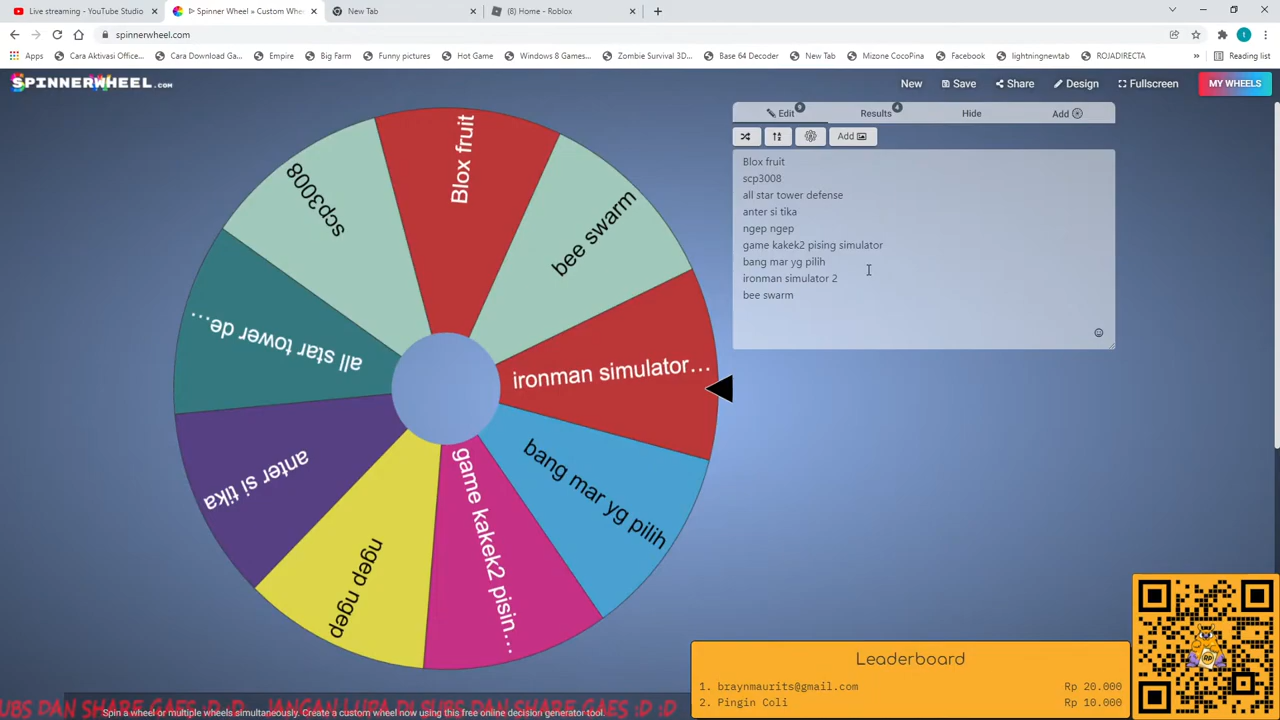 Live streaming - YouTube Studio
Spinner Wheel » Custom Whe
New Tab
(8) Home - Roblox
spinnerwheel.com
t
Apps
Cara Aktivasi Office...
Cara Download Ga...
Empire
Big Farm
Funny pictures
Hot Game
Windows 8 Games...
Zombie Survival 3D...
Base 64 Decoder
New Tab
Mizone CocoPina
Facebook
lightningnewtab
ROJADIRECTA
»
Reading list
SPINNERWHEEL.COM
New
Save
Share
Design
Fullscreen
MY WHEELS
Edit
9
Results
4
Hide
Add
Add
Blox fruit
scp3008
all star tower defense
anter si tika
ngep ngep
game kakek2 pising simulator
bang mar yg pilih
ironman simulator 2
bee swarm
Blox fruit
bee swarm
ironman simulator...
bang mar yg pilih
game kakek2 pisin...
ngep ngep
anter si tika
all star tower de...
scp3008
Leaderboard
1. braynmaurits@gmail.com Rp 20.000
2. Pingin Coli Rp 10.000
Spin a wheel or multiple wheels simultaneously. Create a custom wheel now using this free online decision generator tool.